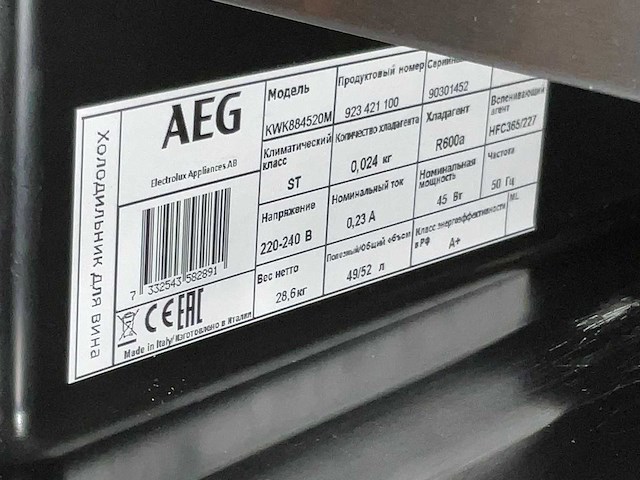 Холодильник для Вина
AEG
Electrolux Appliances AB
7 332543 582891
CE EAC
Made in Italy/Изготовлено в Италии
Модель
KWK884520M
Продуктовый номер
923 421 100
90301452
Климатический
класс
ST
Количество хладагента
0,024 кг
Хладагент
R600a
Вспенивающий
агент
HFC365/227
Напряжение
220-240 В
Номинальный ток
0,23 A
Номинальная
мощность
45 Вт
Частота
50 Гц
Вес нетто
28,6кг
Полезный/Общий объем
49/52 л
Класс энергоэффективности
в РФ
A+
ML